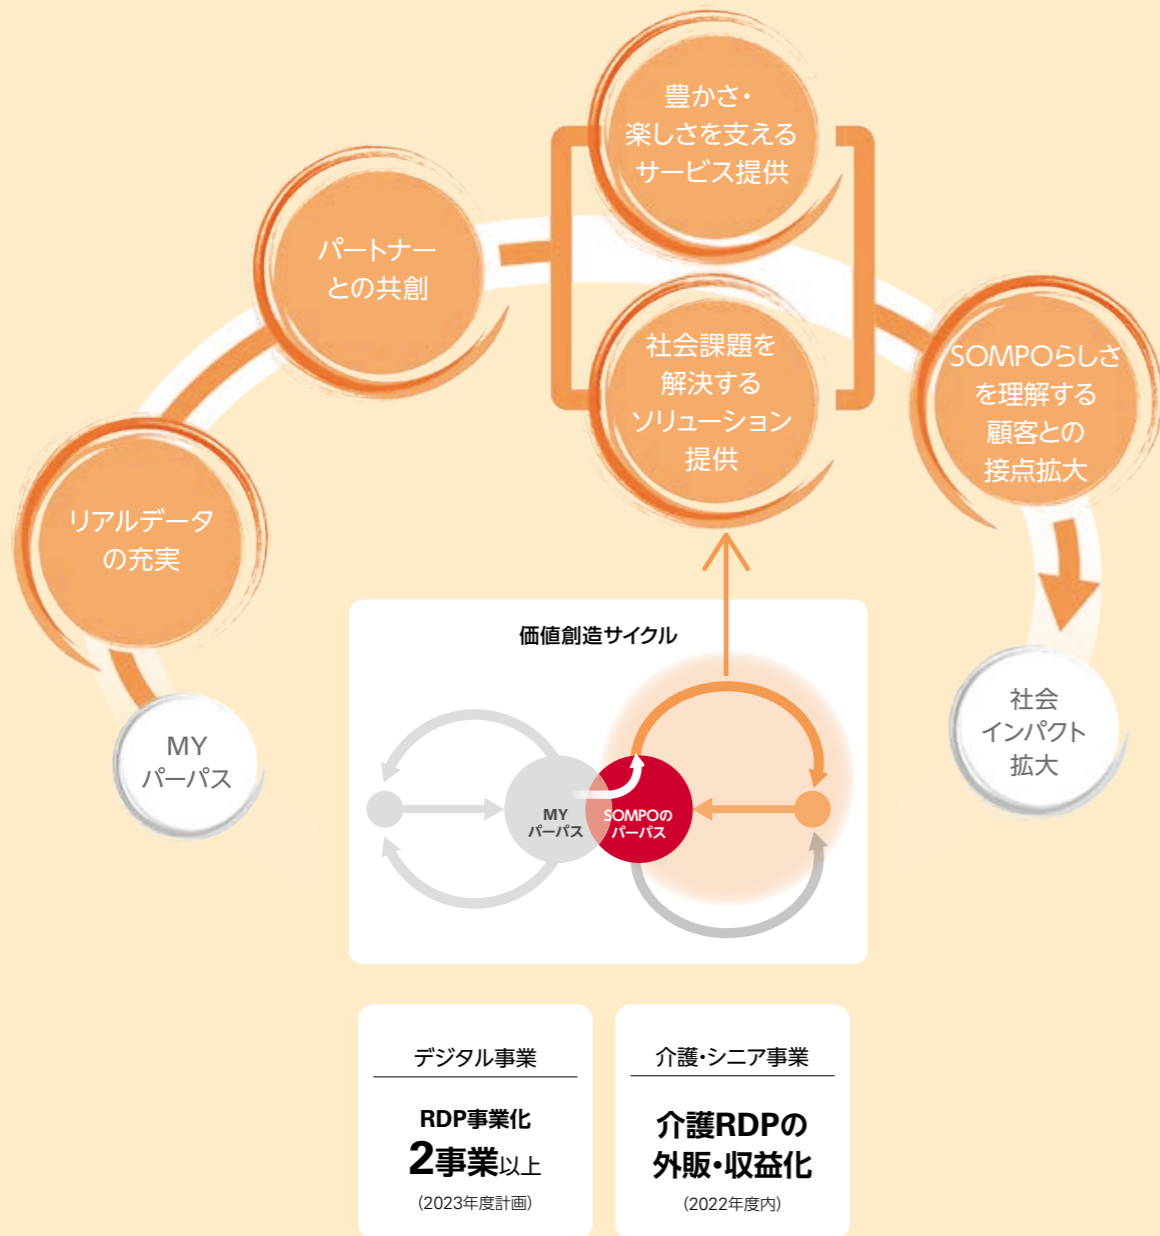 豊かさ・
楽しさを支える
サービス提供
パートナー
との共創
社会課題を
解決する
ソリューション
提供
SOMPOらしさ
を理解する
顧客との
接点拡大
リアルデータ
の充実
MY
パーパス
社会
インパクト
拡大
価値創造サイクル
MY
パーパス
SOMPOの
パーパス
デジタル事業
RDP事業化
2事業以上
(2023年度計画)
介護・シニア事業
介護RDPの
外販・収益化
(2022年度内)